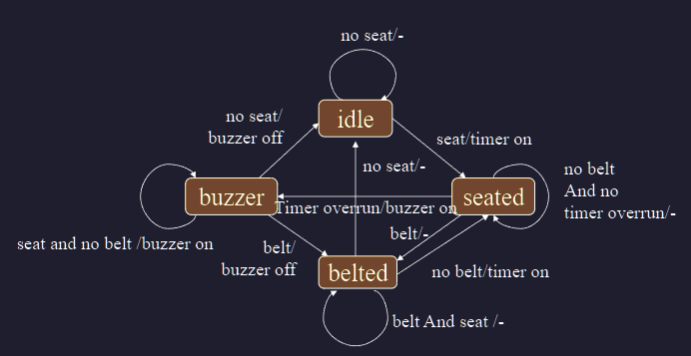 no seat/-
idle
no seat/
buzzer off
seat/timer on
no seat/-
no belt
And no
timer overrun/-
buzzer
seated
Timer overrun/buzzer on
belt/-
seat and no belt /buzzer on
belt/
buzzer off
belted
no belt/timer on
belt And seat /-